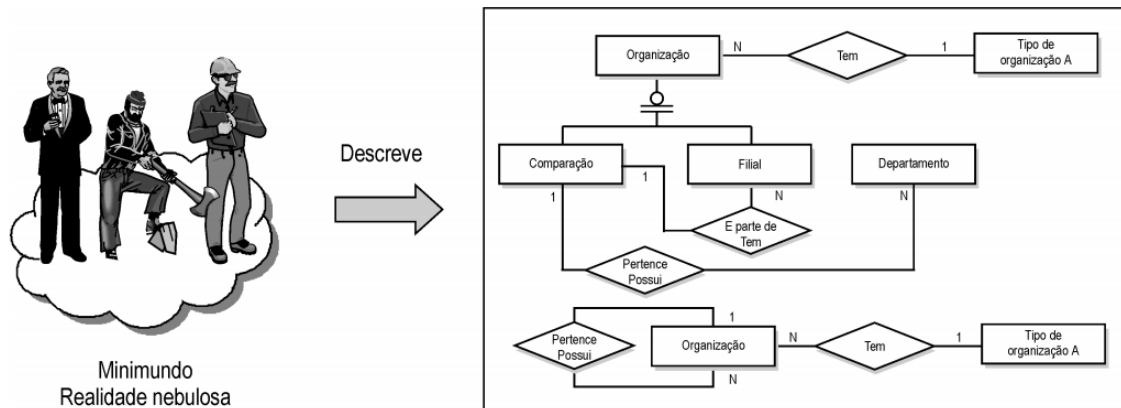 Minimundo
Realidade nebulosa
Descreve
Organização
N
Tem
1
Tipo de
organização A
Comparação
Filial
Departamento
1
1
N
N
E parte de
Tem
Pertence
Possui
Pertence
Possui
1
Organização
N
N
Tem
1
Tipo de
organização A